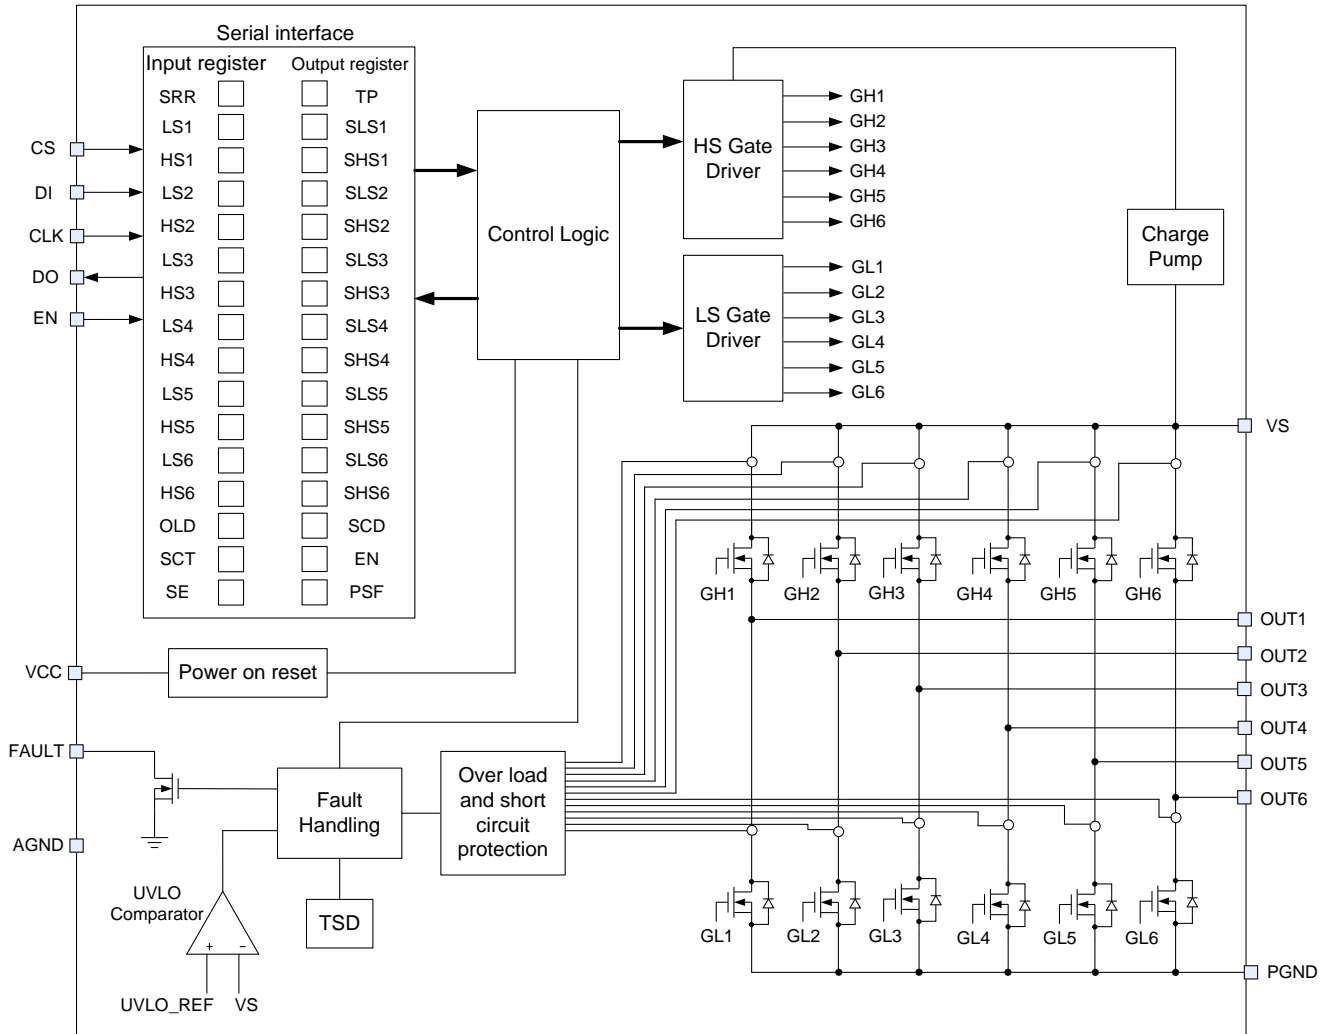 Serial interface
Input register
Output register
SRR
TP
LS1
SLS1
HS1
SHS1
LS2
SLS2
HS2
SHS2
LS3
SLS3
HS3
SHS3
LS4
SLS4
HS4
SHS4
LS5
SLS5
HS5
SHS5
LS6
SLS6
HS6
SHS6
OLD
SCD
SCT
EN
SE
PSF
CS
DI
CLK
DO
EN
Control Logic
HS Gate
Driver
GH1
GH2
GH3
GH4
GH5
GH6
LS Gate
Driver
GL1
GL2
GL3
GL4
GL5
GL6
Charge
Pump
VS
GH1
GH2
GH3
GH4
GH5
GH6
OUT1
OUT2
OUT3
OUT4
OUT5
OUT6
VCC
Power on reset
FAULT
AGND
Fault
Handling
Over load
and short
circuit
protection
TSD
UVLO
Comparator
+
−
UVLO_REF
VS
GL1
GL2
GL3
GL4
GL5
GL6
PGND